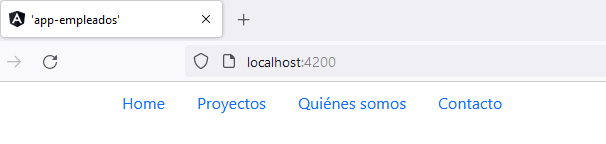 'app-empleados'
localhost:4200
Home Proyectos Quiénes somos Contacto